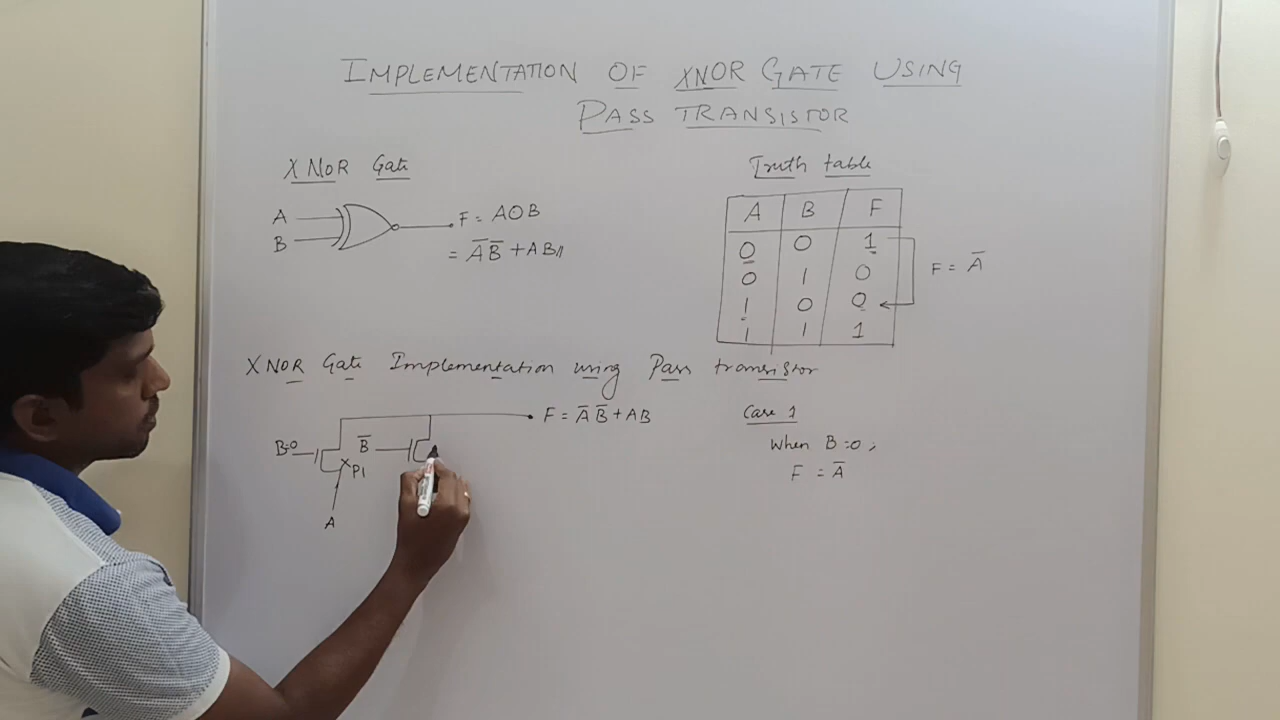 IMPLEMENTATION OF XNOR GATE USING
PASS TRANSISTOR
XNOR Gate
A
B
F = A⊙B
= A̅ B̅ + AB//
Truth table
A B F
0 0 1
0 1 0
1 0 0
1 1 1
F = A̅
XNOR Gate Implementation using Pass transistor
F = A̅ B̅ + AB
B=0
B̅
P1
A
Case 1
When B=0,
F = A̅